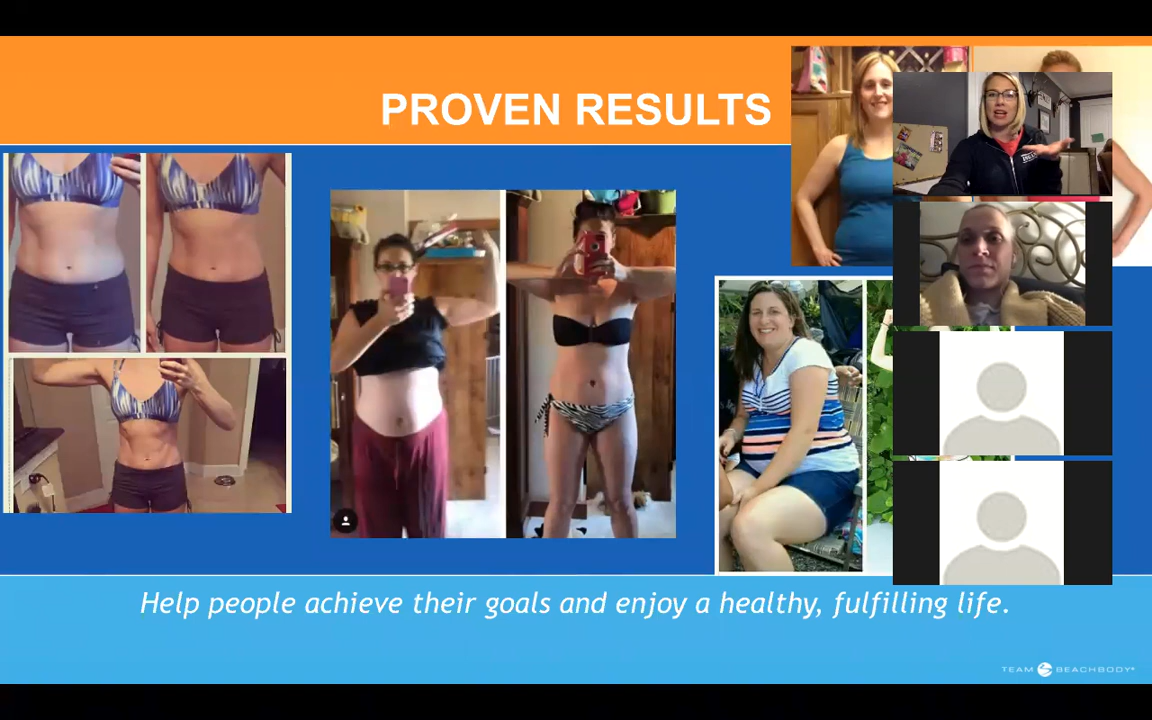 PROVEN RESULTS
Help people achieve their goals and enjoy a healthy, fulfilling life.
TEAM BEACHBODY